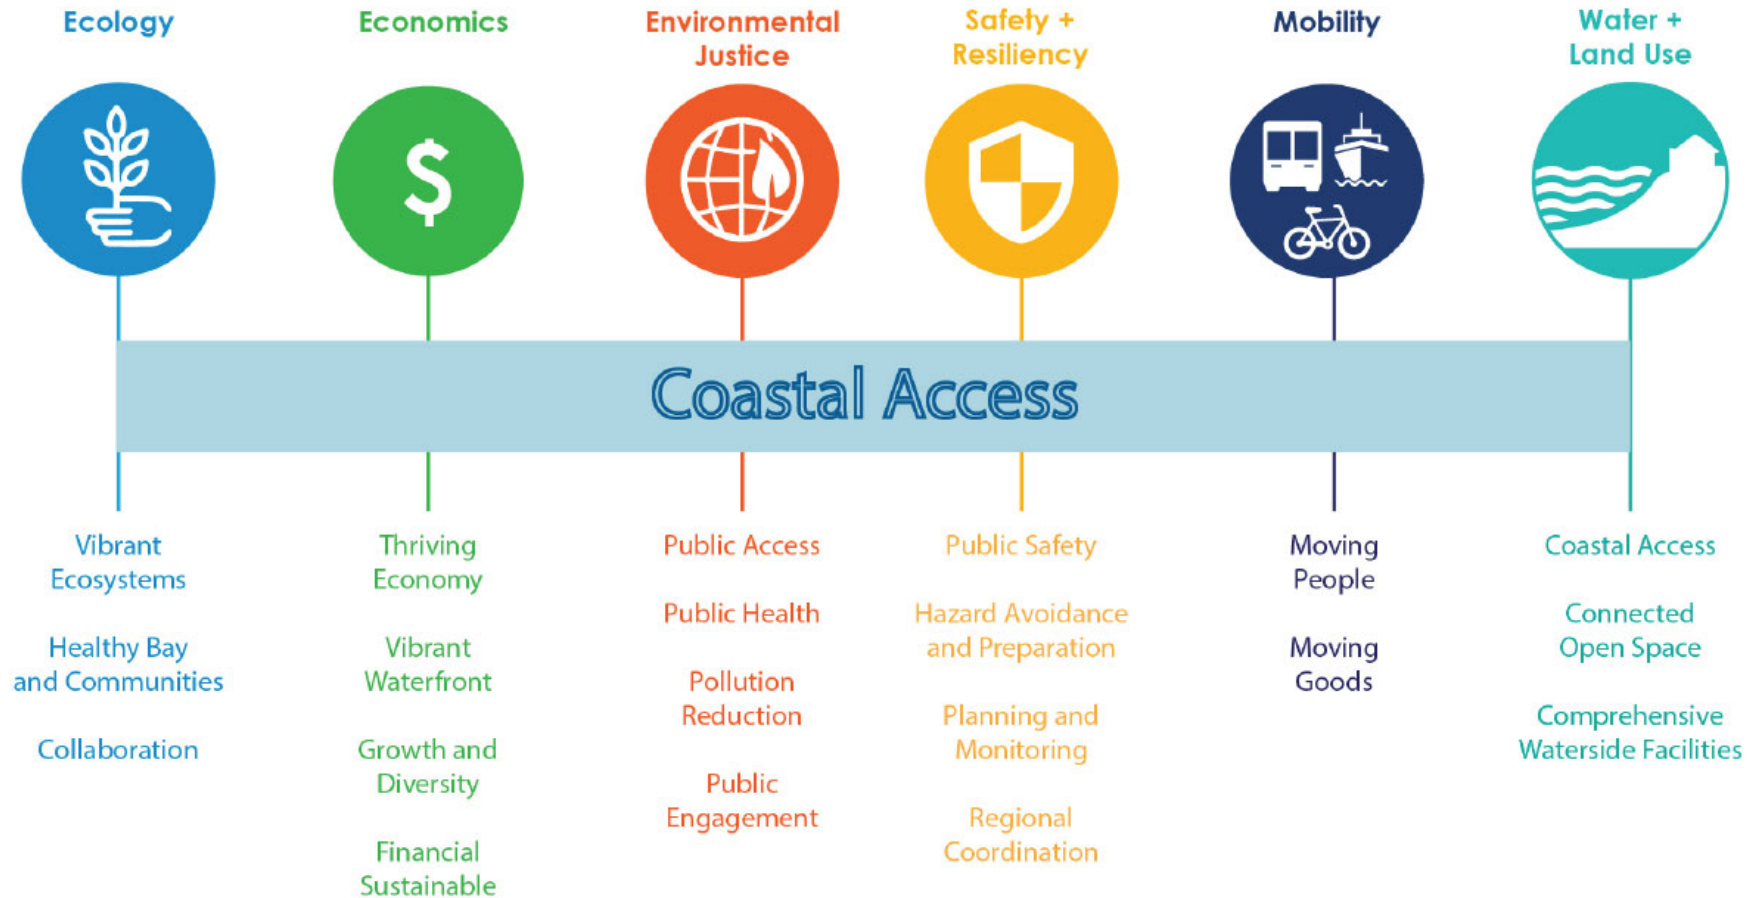 Ecology
Economics
Environmental
Justice
Safety +
Resiliency
Mobility
Water +
Land Use
$
Coastal Access
Vibrant
Ecosystems
Healthy Bay
and Communities
Collaboration
Thriving
Economy
Vibrant
Waterfront
Growth and
Diversity
Financial
Sustainable
Public Access
Public Health
Pollution
Reduction
Public
Engagement
Public Safety
Hazard Avoidance
and Preparation
Planning and
Monitoring
Regional
Coordination
Moving
People
Moving
Goods
Coastal Access
Connected
Open Space
Comprehensive
Waterside Facilities